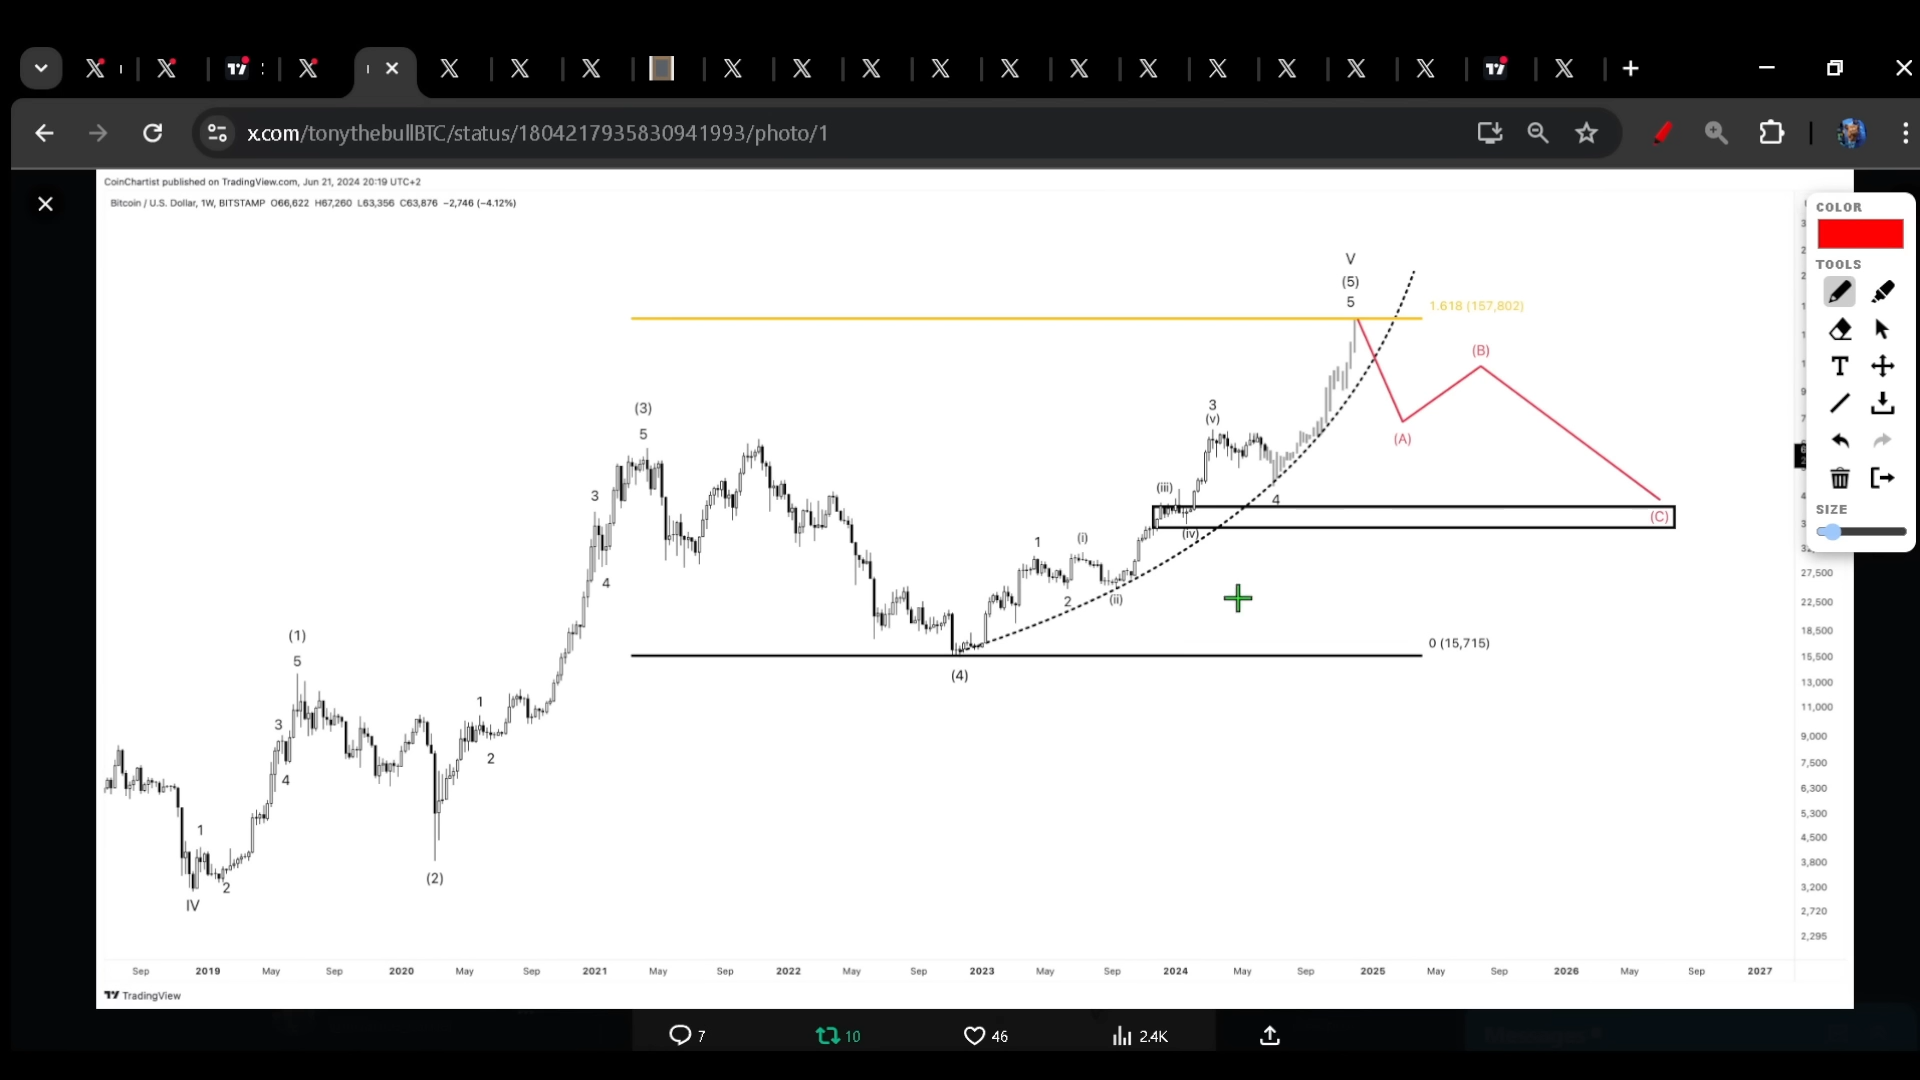 x.com/tonythebullBTC/status/1804217935830941993/photo/1
CoinChartist published on TradingView.com, Jun 21, 2024 20:19 UTC+2
Bitcoin / U.S. Dollar, 1W, BITSTAMP O66,622 H67,260 L63,356 C63,876 −2,746 (−4.12%)
COLOR
TOOLS
T
SIZE
V
(5)
5
1.618 (157,802)
(B)
(A)
(C)
3
(v)
(3)
5
3
4
(iii)
4
(iv)
(i)
1
2
(ii)
0 (15,715)
(4)
(1)
5
3
4
1
2
1
2
IV
(2)
27,500
22,500
18,500
15,500
13,000
11,000
9,000
7,500
6,300
5,300
4,500
3,800
3,200
2,720
2,295
Sep 2019 May Sep 2020 May Sep 2021 May Sep 2022 May Sep 2023 May Sep 2024 May Sep 2025 May Sep 2026 May Sep 2027
TradingView
7 10 46 2.4K